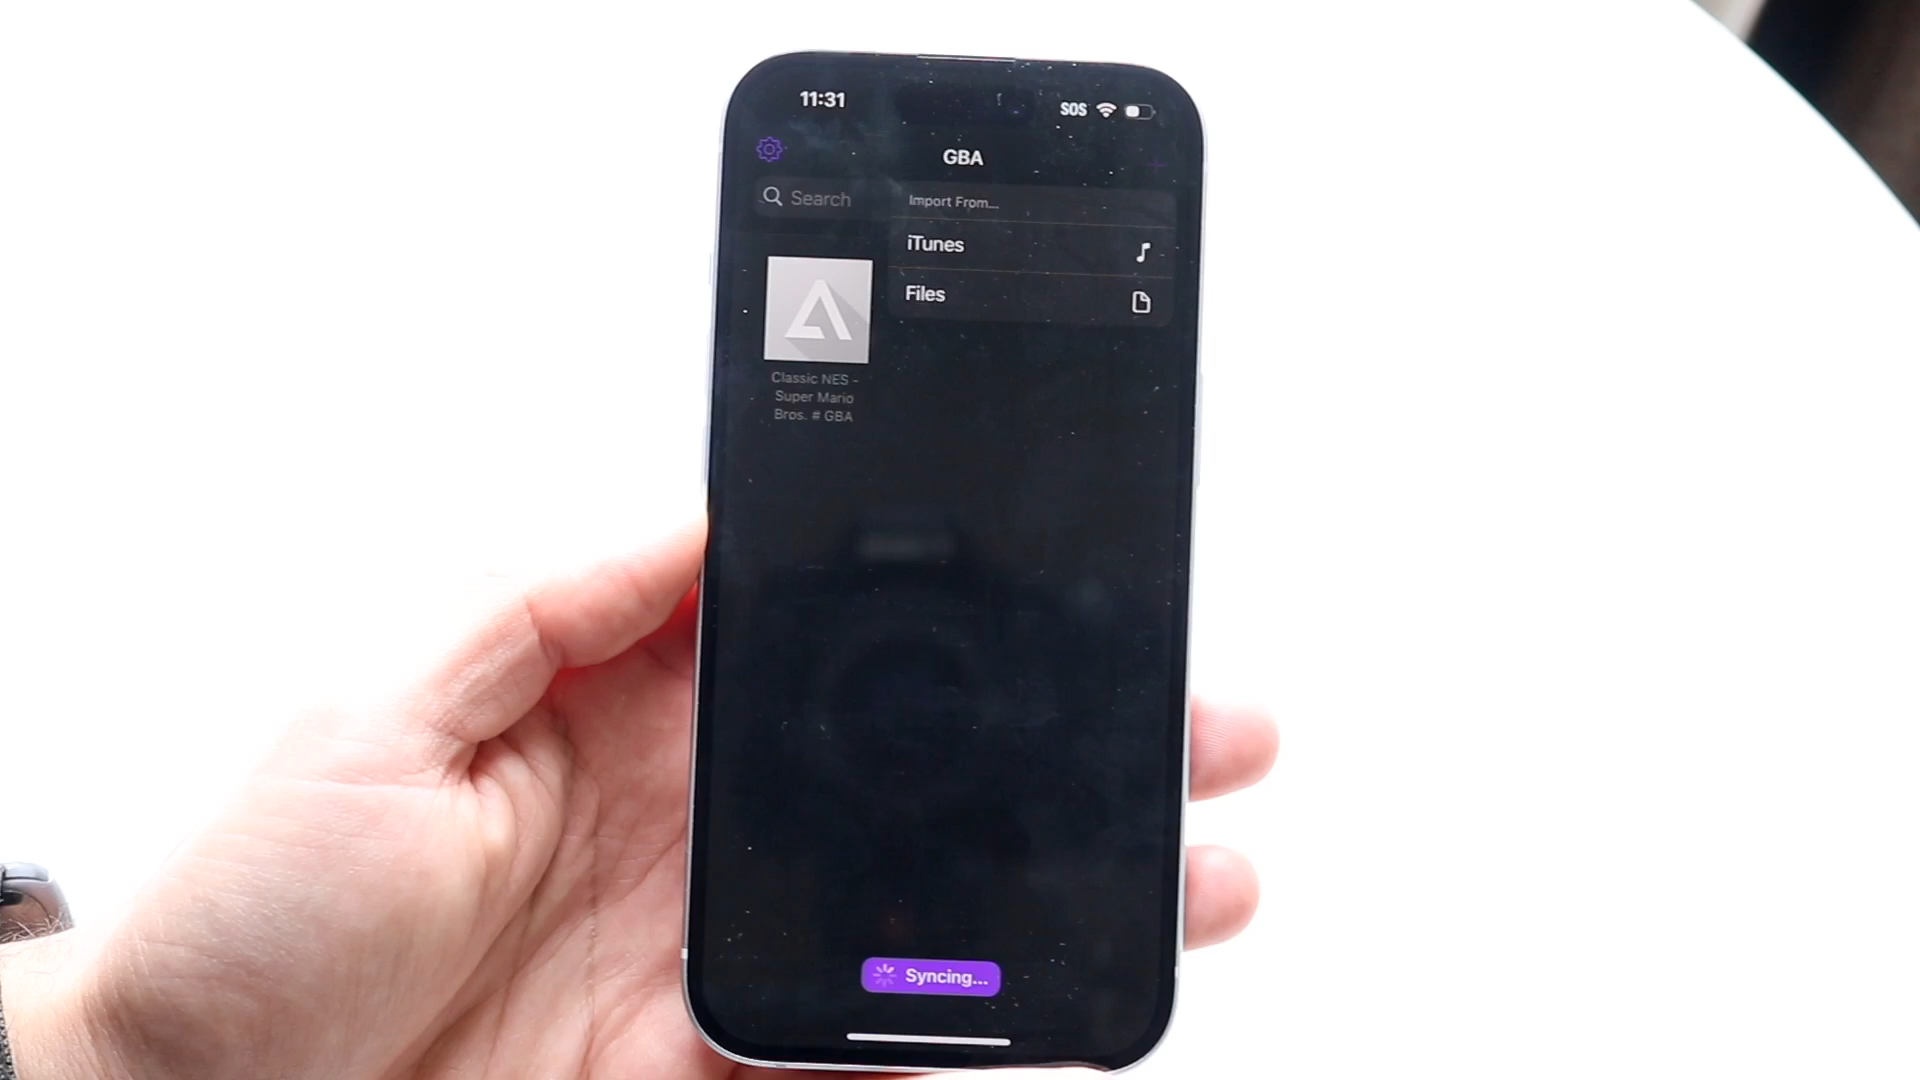 11:31
SOS
GBA
Search
Import From...
iTunes
Files
Classic NES -
Super Mario
Bros. # GBA
Syncing...